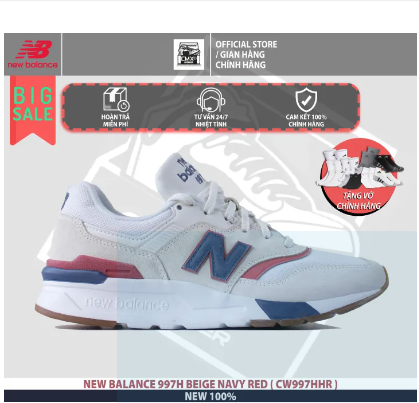 new balance
OFFICIAL STORE
/ GIAN HÀNG
CHÍNH HÃNG
BIG
SALE
HOÀN TRẢ
MIỄN PHÍ
TƯ VẤN 24/7
NHIỆT TÌNH
CAM KẾT 100%
CHÍNH HÃNG
TẶNG VỚ
CHÍNH HÃNG
N
new balance
NEW BALANCE 997H BEIGE NAVY RED ( CW997HHR )
NEW 100%